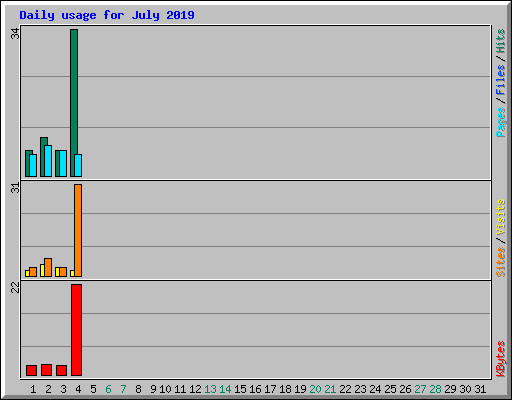 Daily usage for July 2019
34
31
22
Pages / Files / Hits
Sites / Visits
KBytes
1 2 3 4 5 6 7 8 9 10 11 12 13 14 15 16 17 18 19 20 21 22 23 24 25 26 27 28 29 30 31